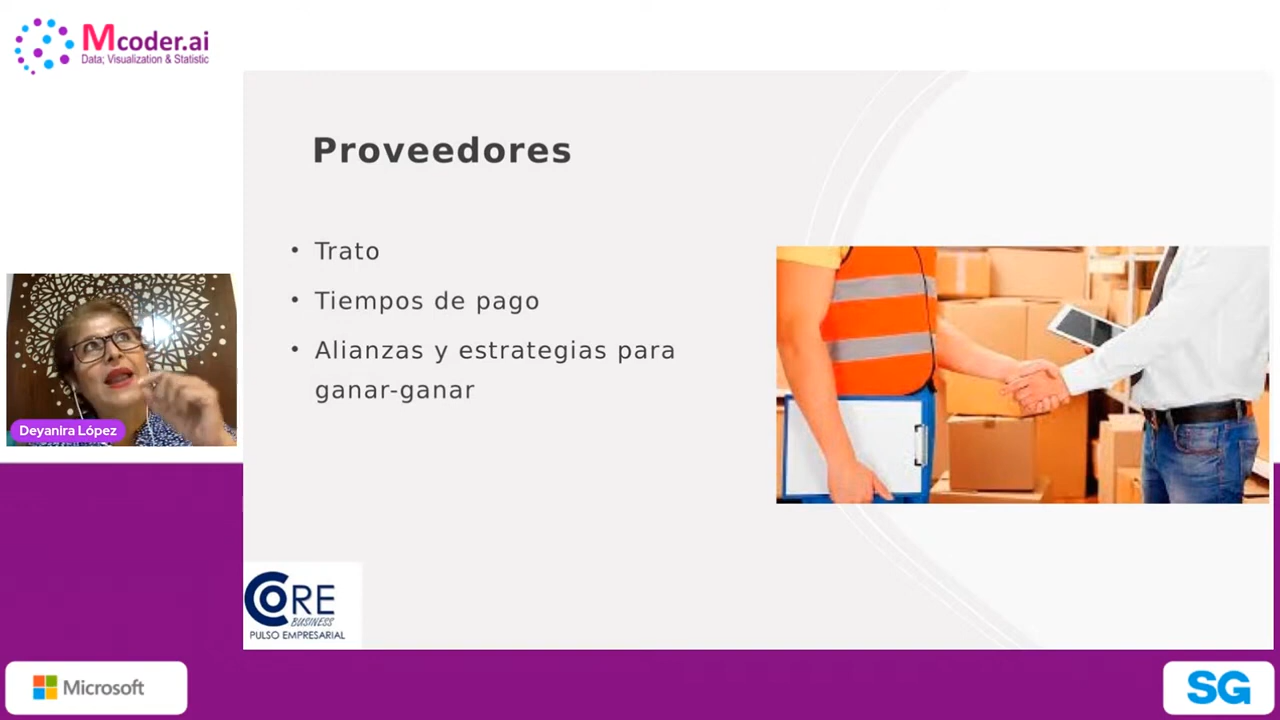 Mcoder.ai
Data; Visualization & Statistic
Proveedores
• Trato
• Tiempos de pago
• Alianzas y estrategias para
ganar-ganar
Deyanira López
CORE
BUSINESS
PULSO EMPRESARIAL
Microsoft
SG